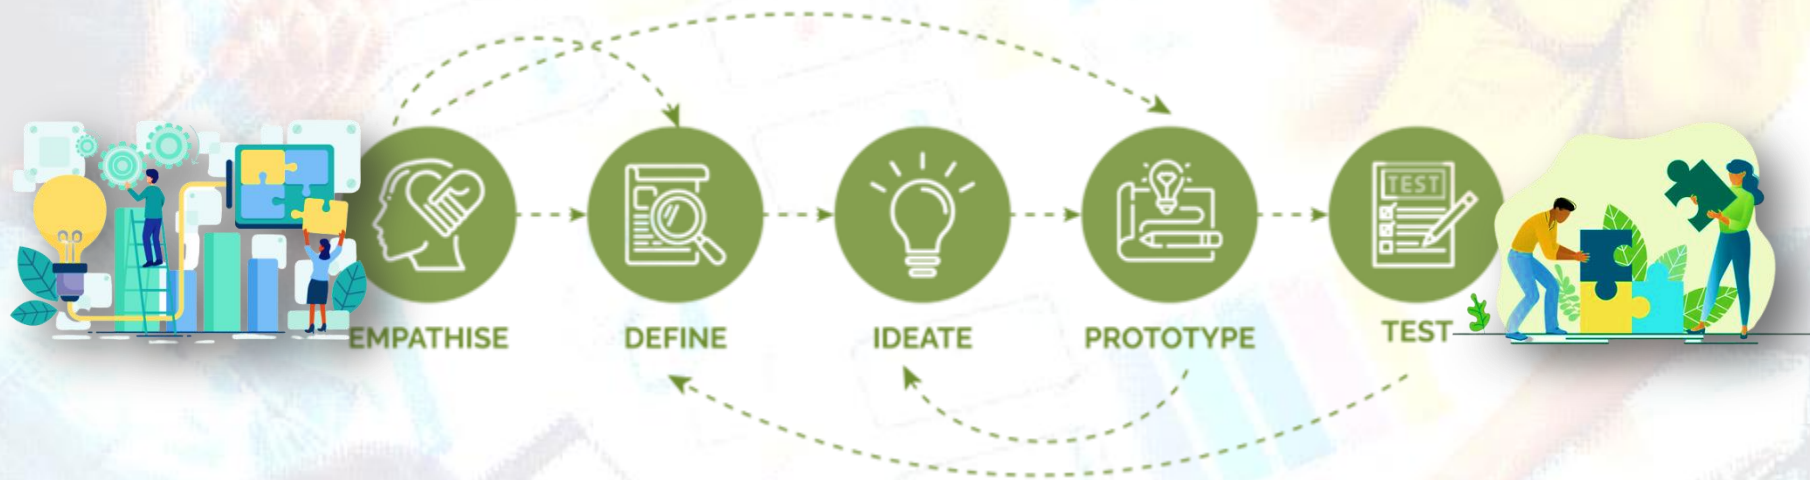 TEST
EMPATHISE
DEFINE
IDEATE
PROTOTYPE
TEST